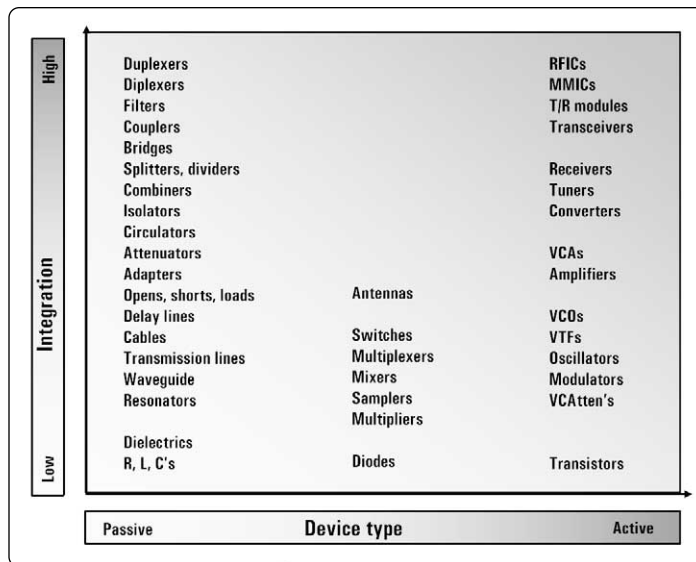 High
Integration
Low
Duplexers
Diplexers
Filters
Couplers
Bridges
Splitters, dividers
Combiners
Isolators
Circulators
Attenuators
Adapters
Opens, shorts, loads
Delay lines
Cables
Transmission lines
Waveguide
Resonators
Dielectrics
R, L, C's
Antennas
Switches
Multiplexers
Mixers
Samplers
Multipliers
Diodes
RFICs
MMICs
T/R modules
Transceivers
Receivers
Tuners
Converters
VCAs
Amplifiers
VCOs
VTFs
Oscillators
Modulators
VCAtten's
Transistors
Passive Device type Active